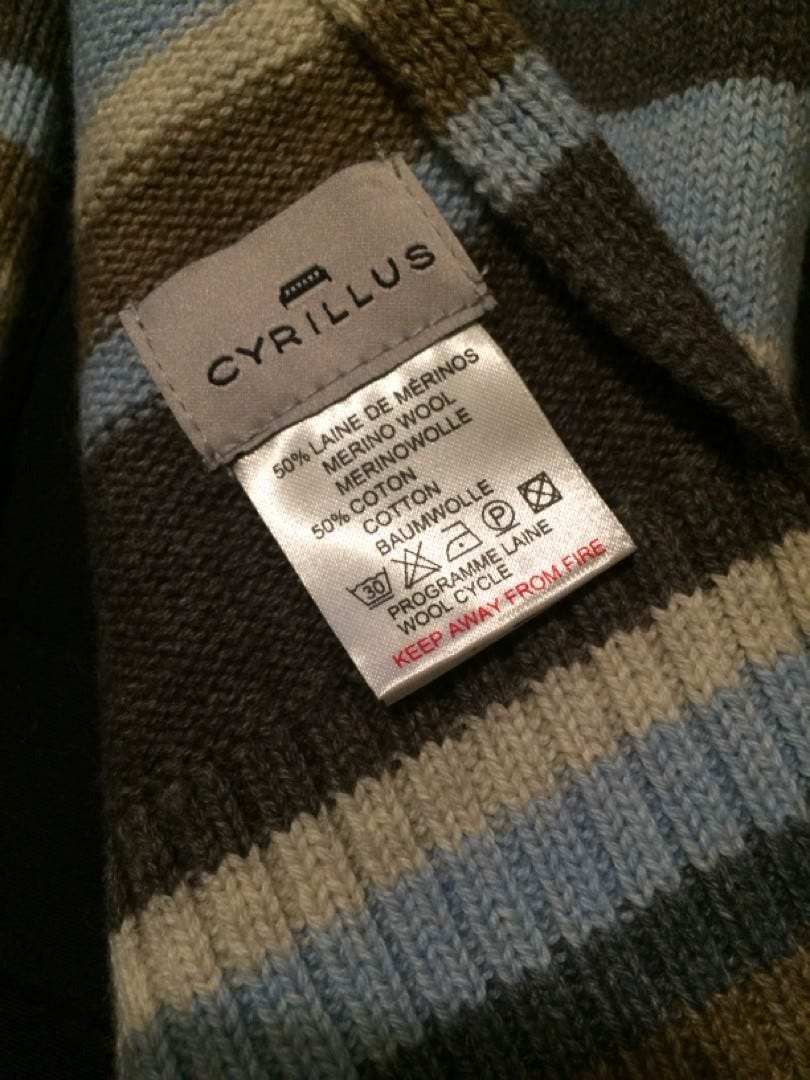 CYRILLUS
50% LAINE DE MÉRINOS
MERINO WOOL
MERINOWOLLE
50% COTON
COTTON
BAUMWOLLE
30 P
PROGRAMME LAINE
WOOL CYCLE
KEEP AWAY FROM FIRE